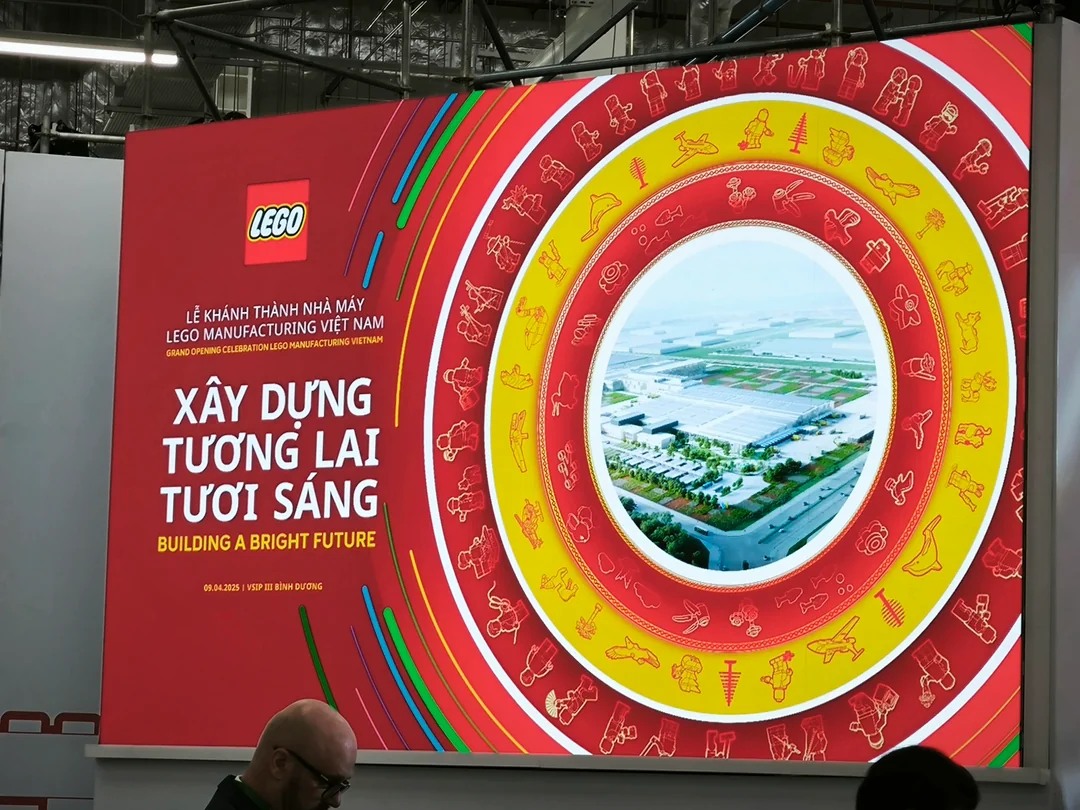 LEGO
LỄ KHÁNH THÀNH NHÀ MÁY
LEGO MANUFACTURING VIỆT NAM
GRAND OPENING CELEBRATION LEGO MANUFACTURING VIETNAM
XÂY DỰNG
TƯƠNG LAI
TƯƠI SÁNG
BUILDING A BRIGHT FUTURE
09.04.2025 | VSIP III BÌNH DƯƠNG